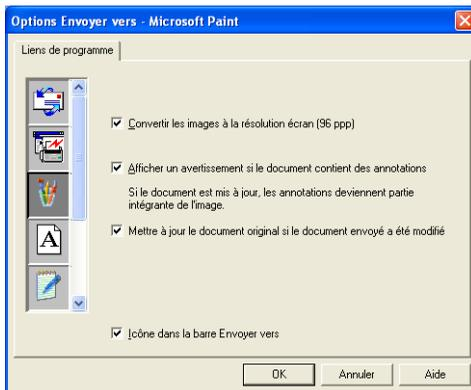 Options Envoyer vers - Microsoft Paint
Liens de programme
Convertir les images à la résolution écran (96 ppp)
Afficher un avertissement si le document contient des annotations
Si le document est mis à jour, les annotations deviennent partie
intégrante de l'image.
Mettre à jour le document original si le document envoyé a été modifié
A
Icône dans la barre Envoyer vers
OK
Annuler
Aide